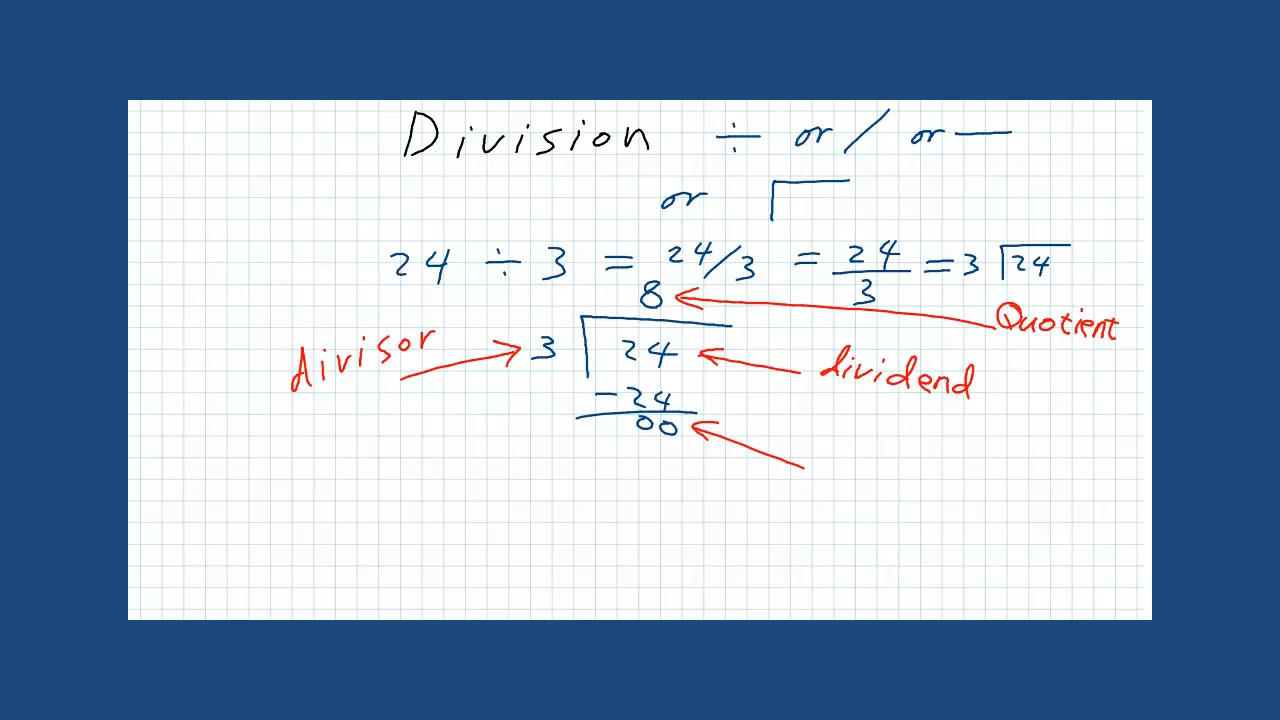 Division ÷ or / or —
or ⟌
24 ÷ 3 = 24/3 = 24/3 = 3⟌24
8
Quotient
divisor 3⟌24 dividend
-24
00